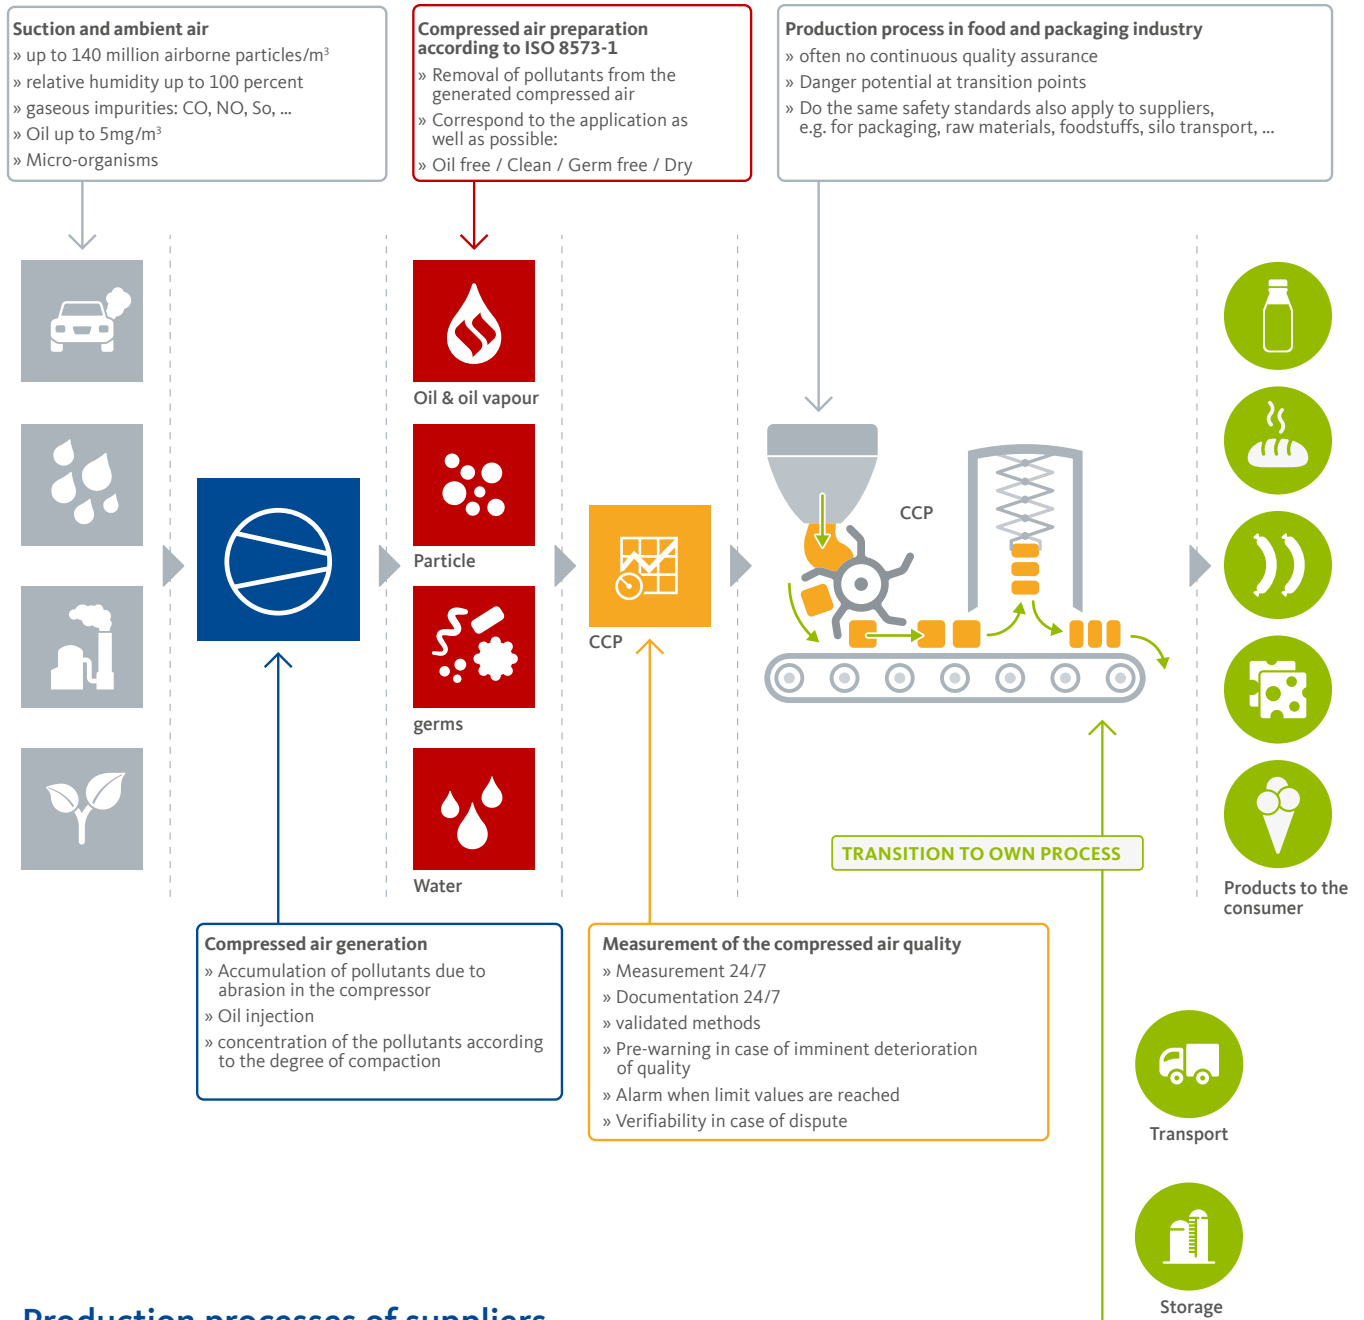 Suction and ambient air
» up to 140 million airborne particles/m³
» relative humidity up to 100 percent
» gaseous impurities: CO, NO, So, ...
» Oil up to 5mg/m³
» Micro-organisms
Compressed air preparation
according to ISO 8573-1
» Removal of pollutants from the
generated compressed air
» Correspond to the application as
well as possible:
» Oil free / Clean / Germ free / Dry
Production process in food and packaging industry
» often no continuous quality assurance
» Danger potential at transition points
» Do the same safety standards also apply to suppliers,
e.g. for packaging, raw materials, foodstuffs, silo transport, ...
Oil & oil vapour
Particle
germs
Water
CCP
CCP
TRANSITION TO OWN PROCESS
Products to the
consumer
Compressed air generation
» Accumulation of pollutants due to
abrasion in the compressor
» Oil injection
» concentration of the pollutants according
to the degree of compaction
Measurement of the compressed air quality
» Measurement 24/7
» Documentation 24/7
» validated methods
» Pre-warning in case of imminent deterioration
of quality
» Alarm when limit values are reached
» Verifiability in case of dispute
Transport
Storage
Production processes of suppliers